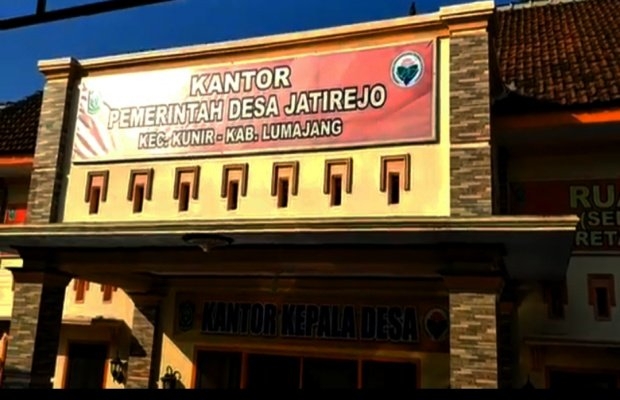 KANTOR
PEMERINTAH DESA JATIREJO
KEC. KUNIR - KAB. LUMAJANG
KANTOR KEPALA DESA